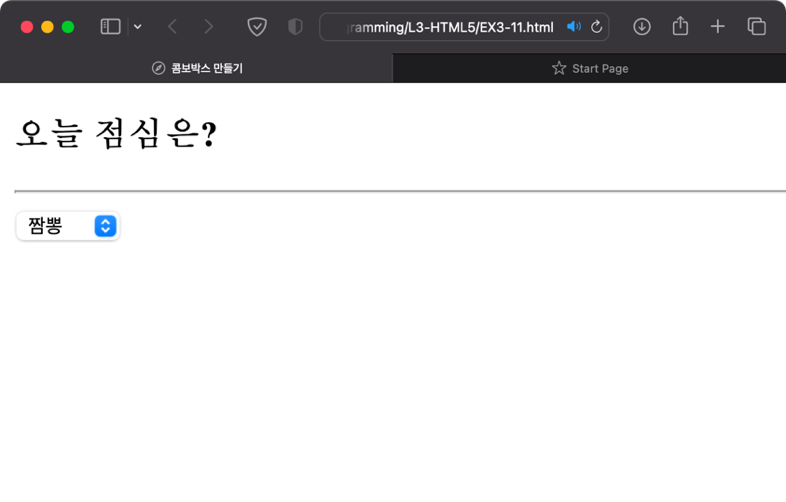 ramming/L3-HTML5/EX3-11.html
콤보박스 만들기
Start Page
오늘 점심은?
짬뽕